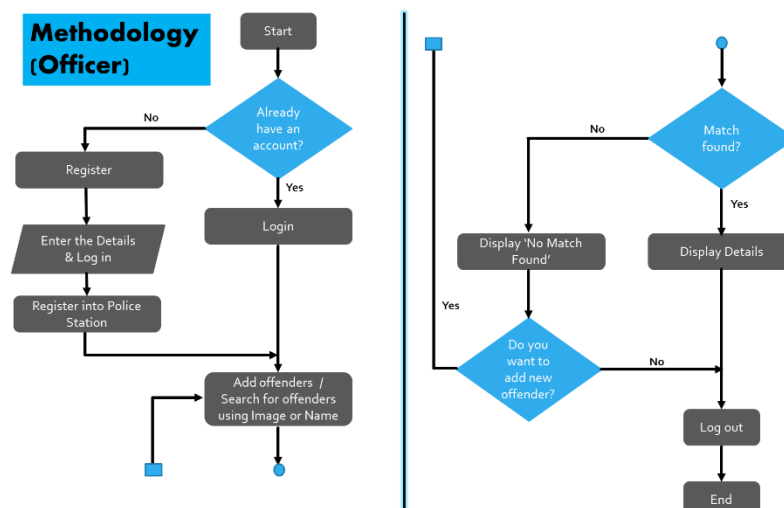 Methodology
(Officer)
Start
Already
have an
account?
No
Yes
Register
Login
Enter the Details
& Log in
Register into Police
Station
Add offenders /
Search for offenders
using Image or Name
Match
found?
No
Yes
Display ‘No Match
Found’
Display Details
Yes
Do you
want to
add new
offender?
No
Log out
End